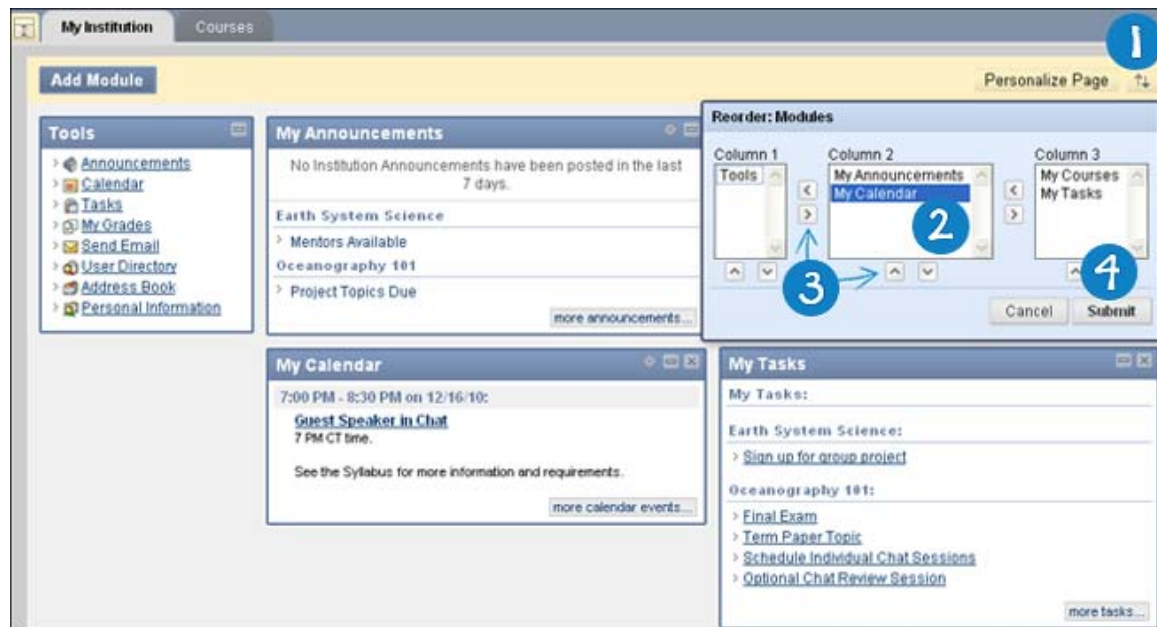 My Institution
Courses
1
Add Module
Personalize Page
Tools
Announcements
Calendar
Tasks
My Grades
Send Email
User Directory
Address Book
Personal Information
My Announcements
No Institution Announcements have been posted in the last
7 days.
Earth System Science
Mentors Available
Oceanography 101
Project Topics Due
more announcements...
Reorder: Modules
Column 1
Column 2
Column 3
Tools
My Announcements
My Calendar
My Courses
My Tasks
2
3
4
Cancel
Submit
My Calendar
7:00 PM - 8:30 PM on 12/16/10:
Guest Speaker in Chat
7 PM CT time.
See the Syllabus for more information and requirements.
more calendar events...
My Tasks
My Tasks:
Earth System Science:
Sign up for group project
Oceanography 101:
Final Exam
Term Paper Topic
Schedule Individual Chat Sessions
Optional Chat Review Session
more tasks...